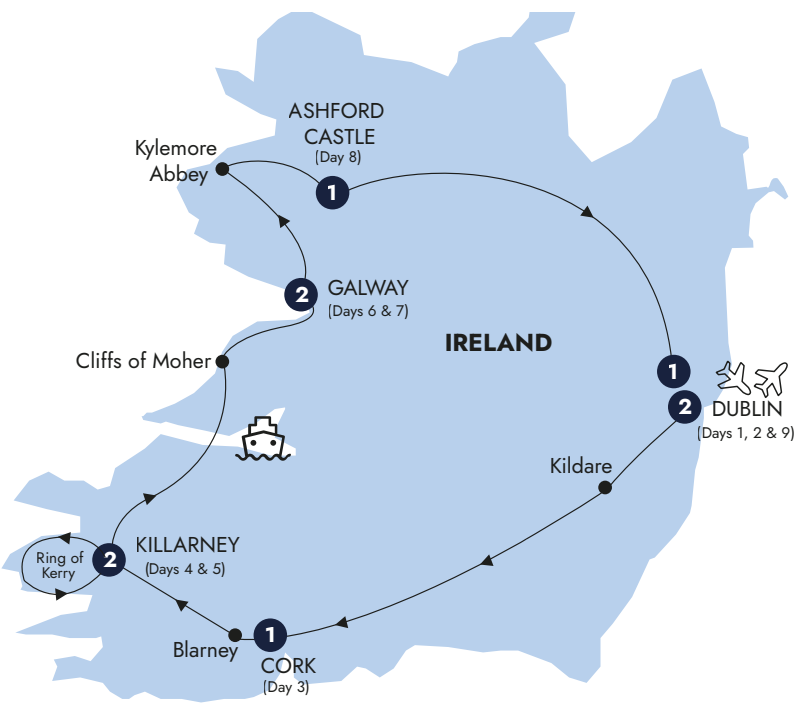 ASHFORD
CASTLE
(Day 8)
1
Kylemore
Abbey
2
GALWAY
(Days 6 & 7)
IRELAND
Cliffs of Moher
1
2
DUBLIN
(Days 1, 2 & 9)
Kildare
Ring of
Kerry
2
KILLARNEY
(Days 4 & 5)
Blarney
1
CORK
(Day 3)